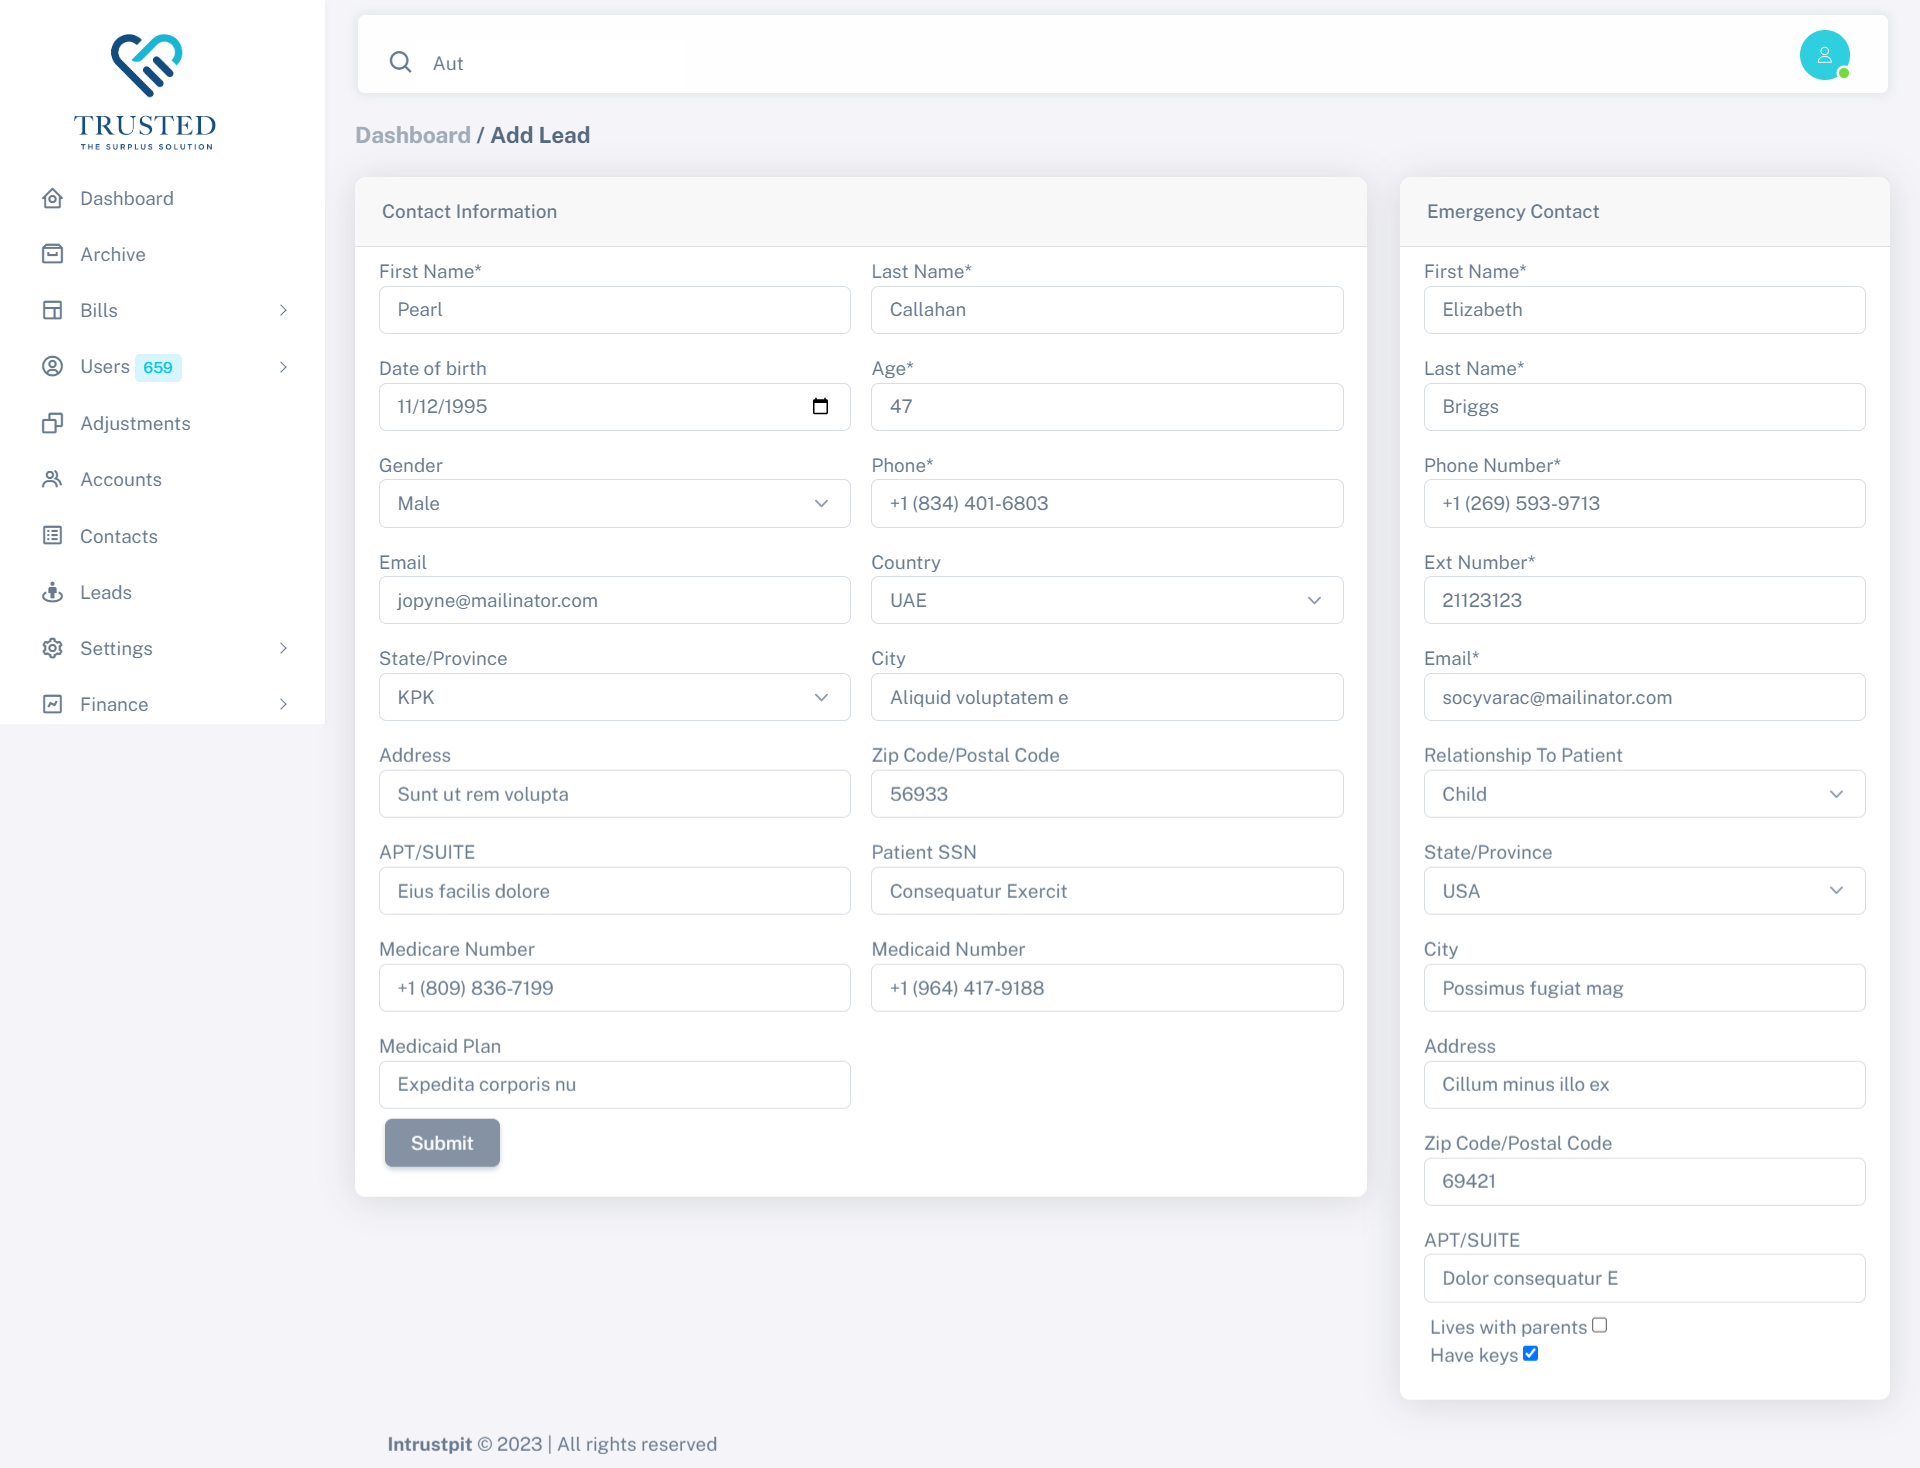 TRUSTED
THE SURPLUS SOLUTION
Dashboard
Archive
Bills
Users 659
Adjustments
Accounts
Contacts
Leads
Settings
Finance
Aut
Dashboard / Add Lead
Contact Information
First Name*
Last Name*
Pearl
Callahan
Date of birth
Age*
11/12/1995
47
Gender
Phone*
Male
+1 (834) 401-6803
Email
Country
jopyne@mailinator.com
UAE
State/Province
City
KPK
Aliquid voluptatem e
Address
Zip Code/Postal Code
Sunt ut rem volupta
56933
APT/SUITE
Patient SSN
Eius facilis dolore
Consequatur Exercit
Medicare Number
Medicaid Number
+1 (809) 836-7199
+1 (964) 417-9188
Medicaid Plan
Expedita corporis nu
Submit
Emergency Contact
First Name*
Elizabeth
Last Name*
Briggs
Phone Number*
+1 (269) 593-9713
Ext Number*
21123123
Email*
socyvarac@mailinator.com
Relationship To Patient
Child
State/Province
USA
City
Possimus fugiat mag
Address
Cillum minus illo ex
Zip Code/Postal Code
69421
APT/SUITE
Dolor consequatur E
Lives with parents
Have keys
Intrustpit © 2023 | All rights reserved